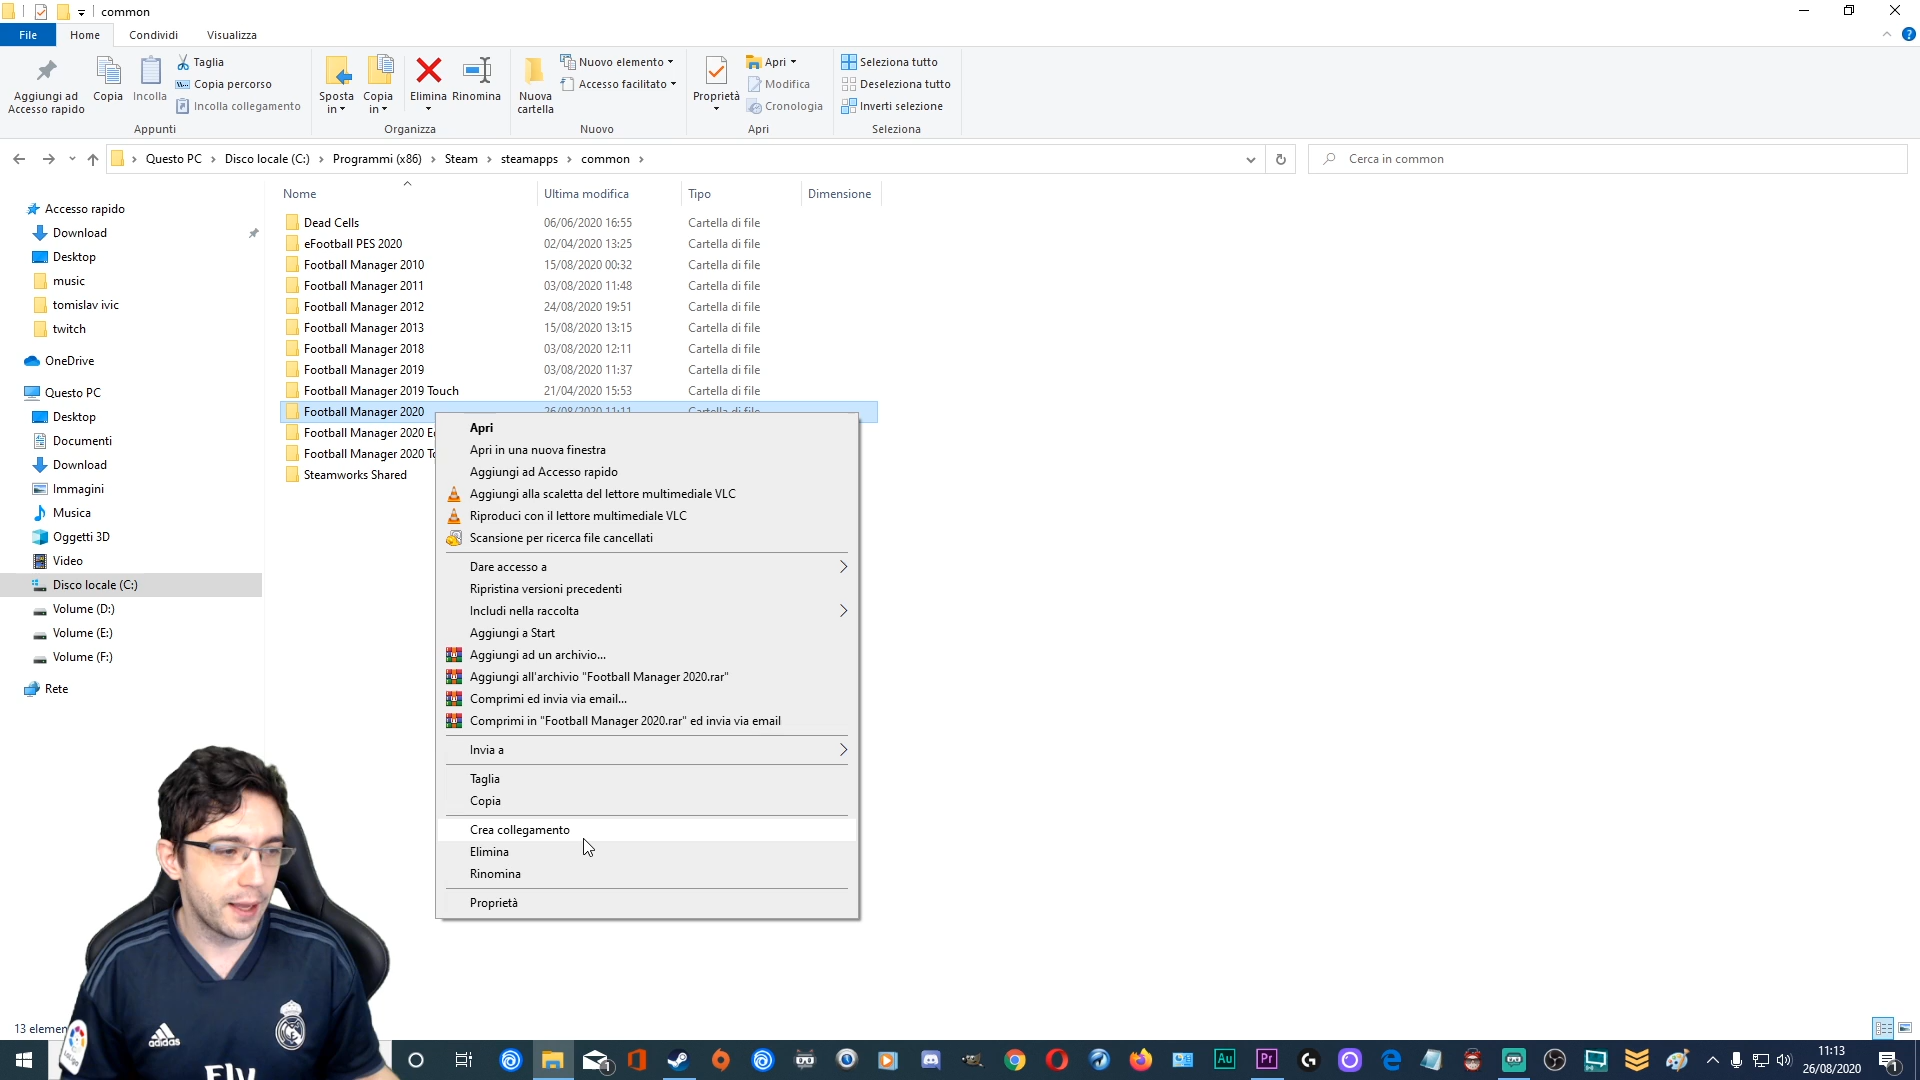 common
File
Home
Condividi
Visualizza
Aggiungi ad
Accesso rapido
Copia
Incolla
Taglia
Copia percorso
Incolla collegamento
Appunti
Sposta
in
Copia
in
Elimina
Rinomina
Organizza
Nuova
cartella
Nuovo elemento
Accesso facilitato
Nuovo
Proprietà
Apri
Modifica
Cronologia
Apri
Seleziona tutto
Deseleziona tutto
Inverti selezione
Seleziona
Questo PC
Disco locale (C:)
Programmi (x86)
Steam
steamapps
common
Cerca in common
Accesso rapido
Download
Desktop
music
tomislav ivic
twitch
OneDrive
Questo PC
Desktop
Documenti
Download
Immagini
Musica
Oggetti 3D
Video
Disco locale (C:)
Volume (D:)
Volume (E:)
Volume (F:)
Rete
Nome Ultima modifica Tipo Dimensione
Dead Cells 06/06/2020 16:55 Cartella di file
eFootball PES 2020 02/04/2020 13:25 Cartella di file
Football Manager 2010 15/08/2020 00:32 Cartella di file
Football Manager 2011 03/08/2020 11:48 Cartella di file
Football Manager 2012 24/08/2020 19:51 Cartella di file
Football Manager 2013 15/08/2020 13:15 Cartella di file
Football Manager 2018 03/08/2020 12:11 Cartella di file
Football Manager 2019 03/08/2020 11:37 Cartella di file
Football Manager 2019 Touch 21/04/2020 15:53 Cartella di file
Football Manager 2020 26/08/2020 11:11 Cartella di file
Football Manager 2020
Football Manager 2020
Steamworks Shared
Apri
Apri in una nuova finestra
Aggiungi ad Accesso rapido
Aggiungi alla scaletta del lettore multimediale VLC
Riproduci con il lettore multimediale VLC
Scansione per ricerca file cancellati
Dare accesso a
Ripristina versioni precedenti
Includi nella raccolta
Aggiungi a Start
Aggiungi ad un archivio...
Aggiungi all'archivio "Football Manager 2020.rar"
Comprimi ed invia via email...
Comprimi in "Football Manager 2020.rar" ed invia via email
Invia a
Taglia
Copia
Crea collegamento
Elimina
Rinomina
Proprietà
13
adidas
Fly
Au
Pr
11:13
26/08/2020
1
1